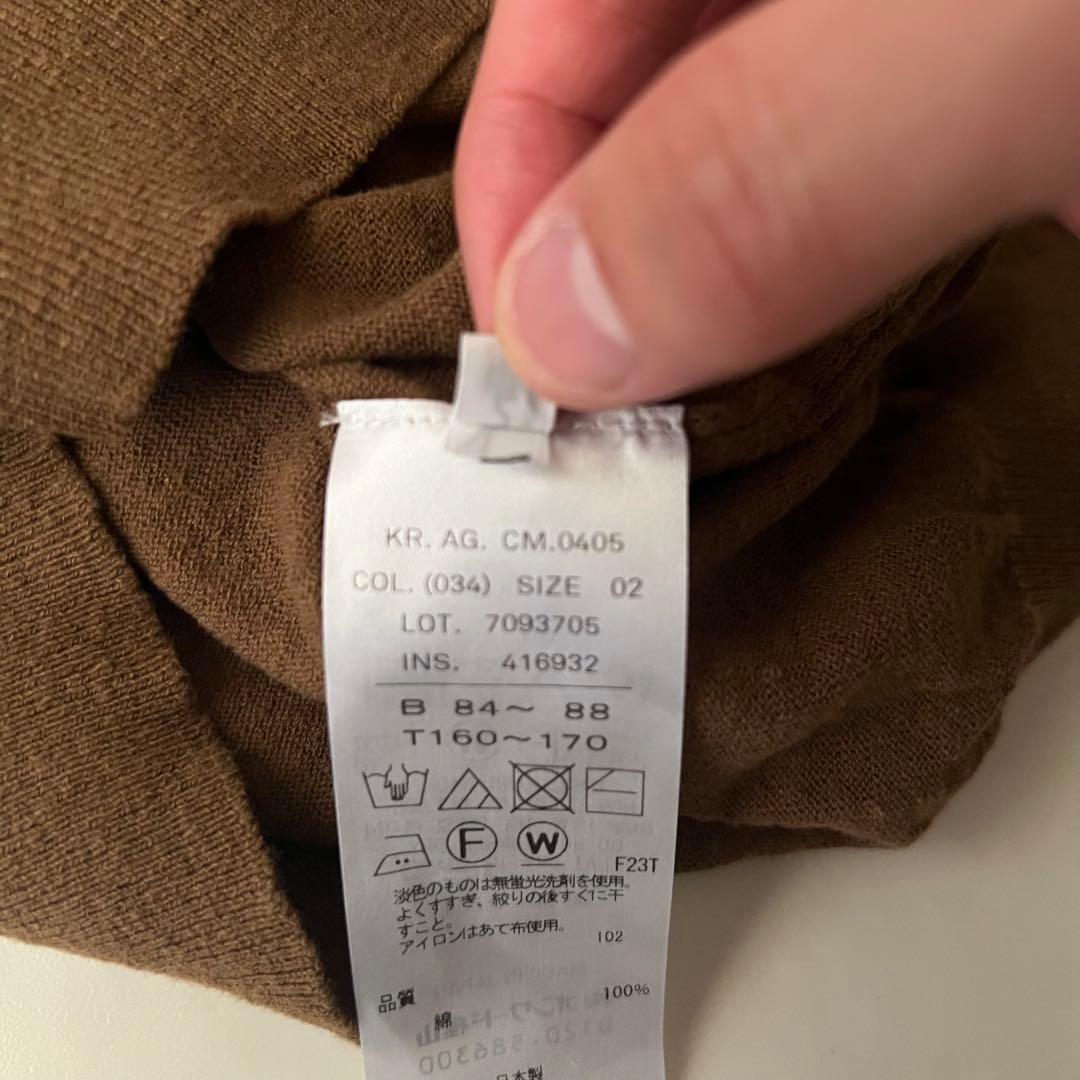 KR. AG. CM.0405
COL. (034) SIZE 02
LOT. 7093705
INS. 416932
B 84～ 88
T160～170
F W
F23T
淡色のものは無蛍光洗剤を使用。
よくすすぎ、絞りの後すぐに干
すこと。
アイロンはあて布使用。
102
品質 100%
綿
日本製